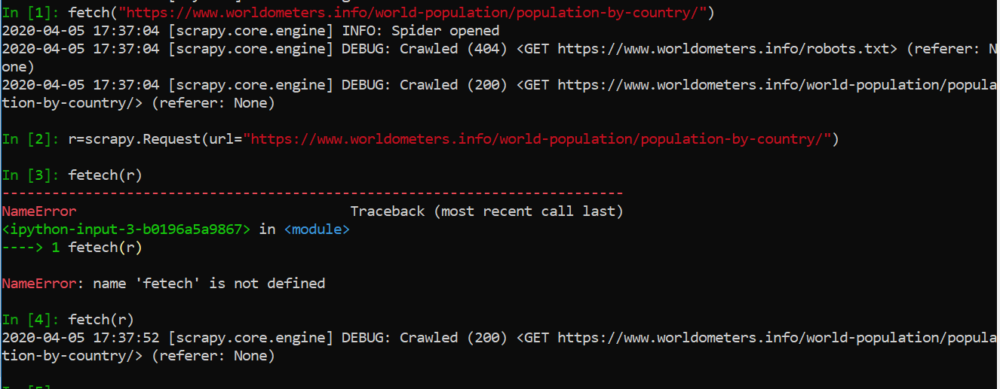 In [1]: fetch("https://www.worldometers.info/world-population/population-by-country/")
2020-04-05 17:37:04 [scrapy.core.engine] INFO: Spider opened
2020-04-05 17:37:04 [scrapy.core.engine] DEBUG: Crawled (404) <GET https://www.worldometers.info/robots.txt> (referer: N
one)
2020-04-05 17:37:04 [scrapy.core.engine] DEBUG: Crawled (200) <GET https://www.worldometers.info/world-population/popula
tion-by-country/> (referer: None)
In [2]: r=scrapy.Request(url="https://www.worldometers.info/world-population/population-by-country/")
In [3]: fetech(r)
---------------------------------------------------------------------------
NameError                                 Traceback (most recent call last)
<ipython-input-3-b0196a5a9867> in <module>
----> 1 fetech(r)
NameError: name 'fetech' is not defined
In [4]: fetch(r)
2020-04-05 17:37:52 [scrapy.core.engine] DEBUG: Crawled (200) <GET https://www.worldometers.info/world-population/popula
tion-by-country/> (referer: None)